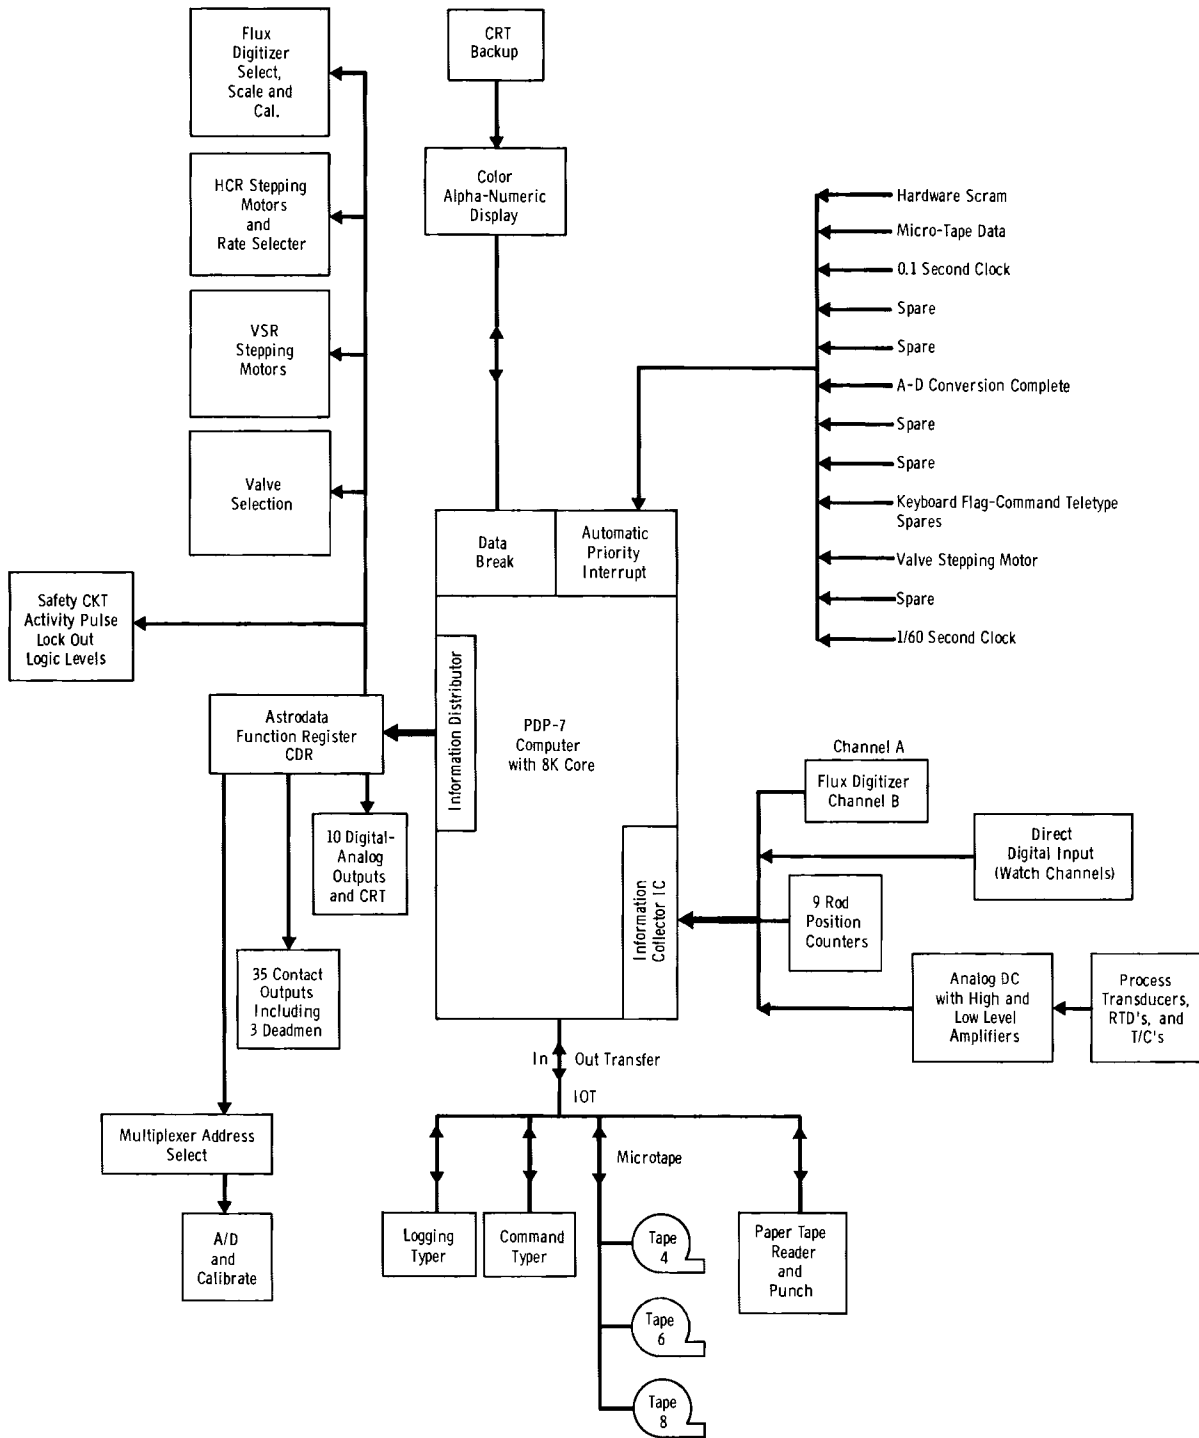 Flux
Digitizer
Select,
Scale and
Cal.
CRT
Backup
HCR Stepping
Motors
and
Rate Selecter
Color
Alpha-Numeric
Display
Hardware Scram
Micro-Tape Data
0.1 Second Clock
Spare
Spare
A-D Conversion Complete
Spare
Spare
Keyboard Flag-Command Teletype
Spares
Valve Stepping Motor
Spare
1/60 Second Clock
VSR
Stepping
Motors
Valve
Selection
Data
Break
Automatic
Priority
Interrupt
Safety CKT
Activity Pulse
Lock Out
Logic Levels
Astrodata
Function Register
CDR
Information Distributor
PDP-7
Computer
with 8K Core
Channel A
Flux Digitizer
Channel B
Direct
Digital Input
(Watch Channels)
10 Digital-
Analog
Outputs
and CRT
Information
Collector IC
9 Rod
Position
Counters
35 Contact
Outputs
Including
3 Deadmen
Analog DC
with High and
Low Level
Amplifiers
Process
Transducers,
RTD's, and
T/C's
In Out Transfer
IOT
Multiplexer Address
Select
Microtape
A/D
and
Calibrate
Logging
Typer
Command
Typer
Tape
4
Paper Tape
Reader
and
Punch
Tape
6
Tape
8